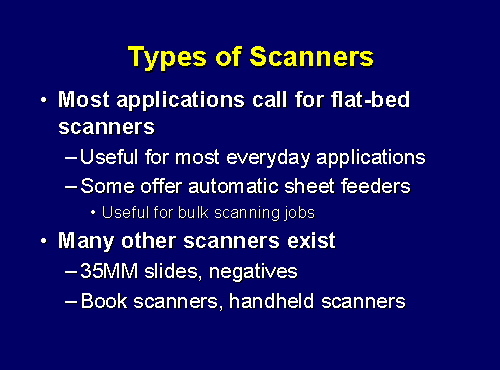 Types of Scanners
• Most applications call for flat-bed
scanners
–Useful for most everyday applications
–Some offer automatic sheet feeders
• Useful for bulk scanning jobs
• Many other scanners exist
–35MM slides, negatives
–Book scanners, handheld scanners